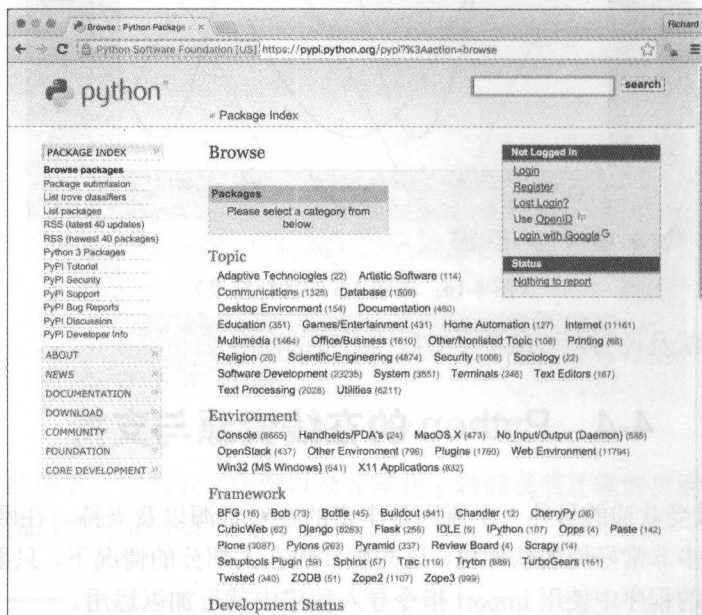 Browse : Python Package
Richard
Python Software Foundation [US] https://pypi.python.org/pypi?%3Aaction=browse
python
search
» Package Index
PACKAGE INDEX »
Browse packages
Package submission
List trove classifiers
List packages
RSS (latest 40 updates)
RSS (newest 40 packages)
Python 3 Packages
PyPI Tutorial
PyPI Security
PyPI Support
PyPI Bug Reports
PyPI Discussion
PyPI Developer Info
ABOUT »
NEWS »
DOCUMENTATION »
DOWNLOAD »
COMMUNITY »
FOUNDATION »
CORE DEVELOPMENT »
Browse
Packages
Please select a category from
below.
Not Logged In
Login
Register
Lost Login?
Use OpenID
Login with Google
Status
Nothing to report
Topic
Adaptive Technologies (22) Artistic Software (114)
Communications (1328) Database (1506)
Desktop Environment (154) Documentation (480)
Education (351) Games/Entertainment (431) Home Automation (127) Internet (11161)
Multimedia (1464) Office/Business (1610) Other/Nonlisted Topic (106) Printing (68)
Religion (20) Scientific/Engineering (4874) Security (1006) Sociology (22)
Software Development (23235) System (3851) Terminals (346) Text Editors (167)
Text Processing (2028) Utilities (6211)
Environment
Console (8665) Handhelds/PDA's (24) MacOS X (473) No Input/Output (Daemon) (585)
OpenStack (437) Other Environment (796) Plugins (1760) Web Environment (11794)
Win32 (MS Windows) (541) X11 Applications (832)
Framework
BFG (16) Bob (73) Bottle (45) Buildout (541) Chandler (12) CherryPy (36)
CubicWeb (62) Django (8263) Flask (256) IDLE (9) IPython (107) Opps (4) Paste (142)
Plone (3087) Pylons (263) Pyramid (337) Review Board (4) Scrapy (14)
Setuptools Plugin (59) Sphinx (57) Trac (119) Tryton (989) TurboGears (151)
Twisted (340) ZODB (51) Zope2 (1107) Zope3 (999)
Development Status